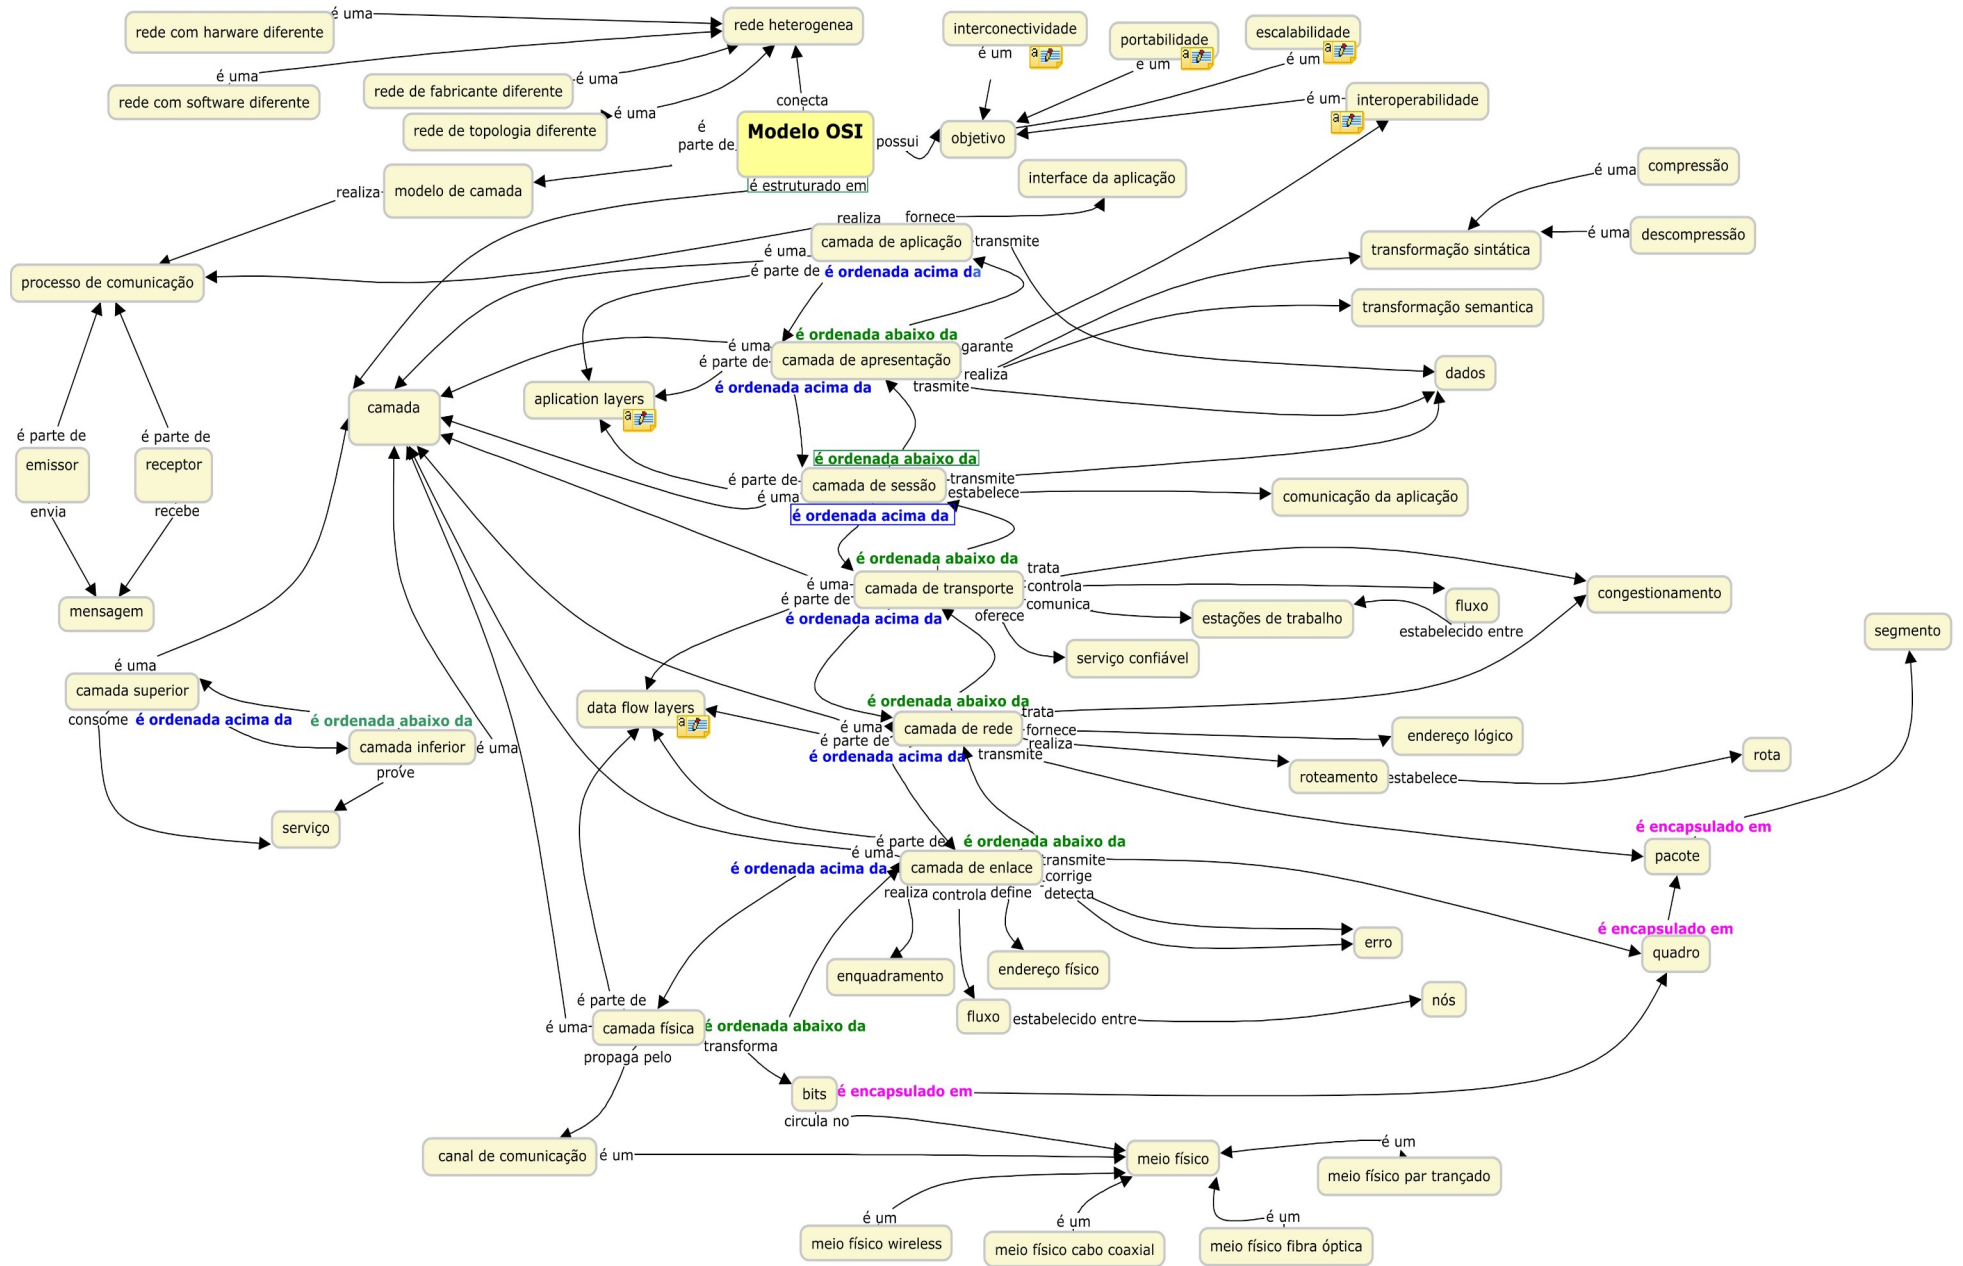 é uma
rede com harware diferente
rede heterogenea
interconectividade
é um
a
portabilidade
a
é um
escalabilidade
a
é um
é uma
rede com software diferente
rede de fabricante diferente
é uma
rede de topologia diferente
é uma
conecta
Modelo OSI
é
parte de
possui
objetivo
é um
interoperabilidade
a
é estruturado em
modelo de camada
realiza
interface da aplicação
é uma
compressão
é uma
descompressão
transformação sintática
transformação semantica
realiza
fornece
camada de aplicação
transmite
é uma
é parte de
é ordenada acima da
processo de comunicação
é ordenada abaixo da
garante
é uma
é parte de
camada de apresentação
realiza
trasmite
é ordenada acima da
dados
aplication layers
a
camada
é parte de
emissor
envia
é parte de
receptor
recebe
mensagem
é ordenada abaixo da
é parte de
é uma
camada de sessão
transmite
estabelece
comunicação da aplicação
é ordenada acima da
é ordenada abaixo da
trata
é uma
é parte de
camada de transporte
controla
comunica
oferece
é ordenada acima da
fluxo
estações de trabalho
estabelecido entre
congestionamento
segmento
serviço confiável
é uma
camada superior
consome
é ordenada acima da
é ordenada abaixo da
camada inferior
é uma
prove
serviço
data flow layers
a
é ordenada abaixo da
trata
é uma
é parte de
camada de rede
fornece
realiza
transmite
é ordenada acima da
endereço lógico
roteamento
estabelece
rota
é encapsulado em
pacote
é parte de
é uma
é ordenada abaixo da
é ordenada acima da
camada de enlace
transmite
corrige
detecta
realiza
controla
define
é encapsulado em
quadro
erro
enquadramento
endereço físico
fluxo
estabelecido entre
nós
é parte de
é uma
camada física
é ordenada abaixo da
transforma
propaga pelo
bits
é encapsulado em
circula no
canal de comunicação
é um
meio físico
é um
meio físico par trançado
é um
meio físico wireless
é um
meio físico cabo coaxial
é um
meio físico fibra óptica